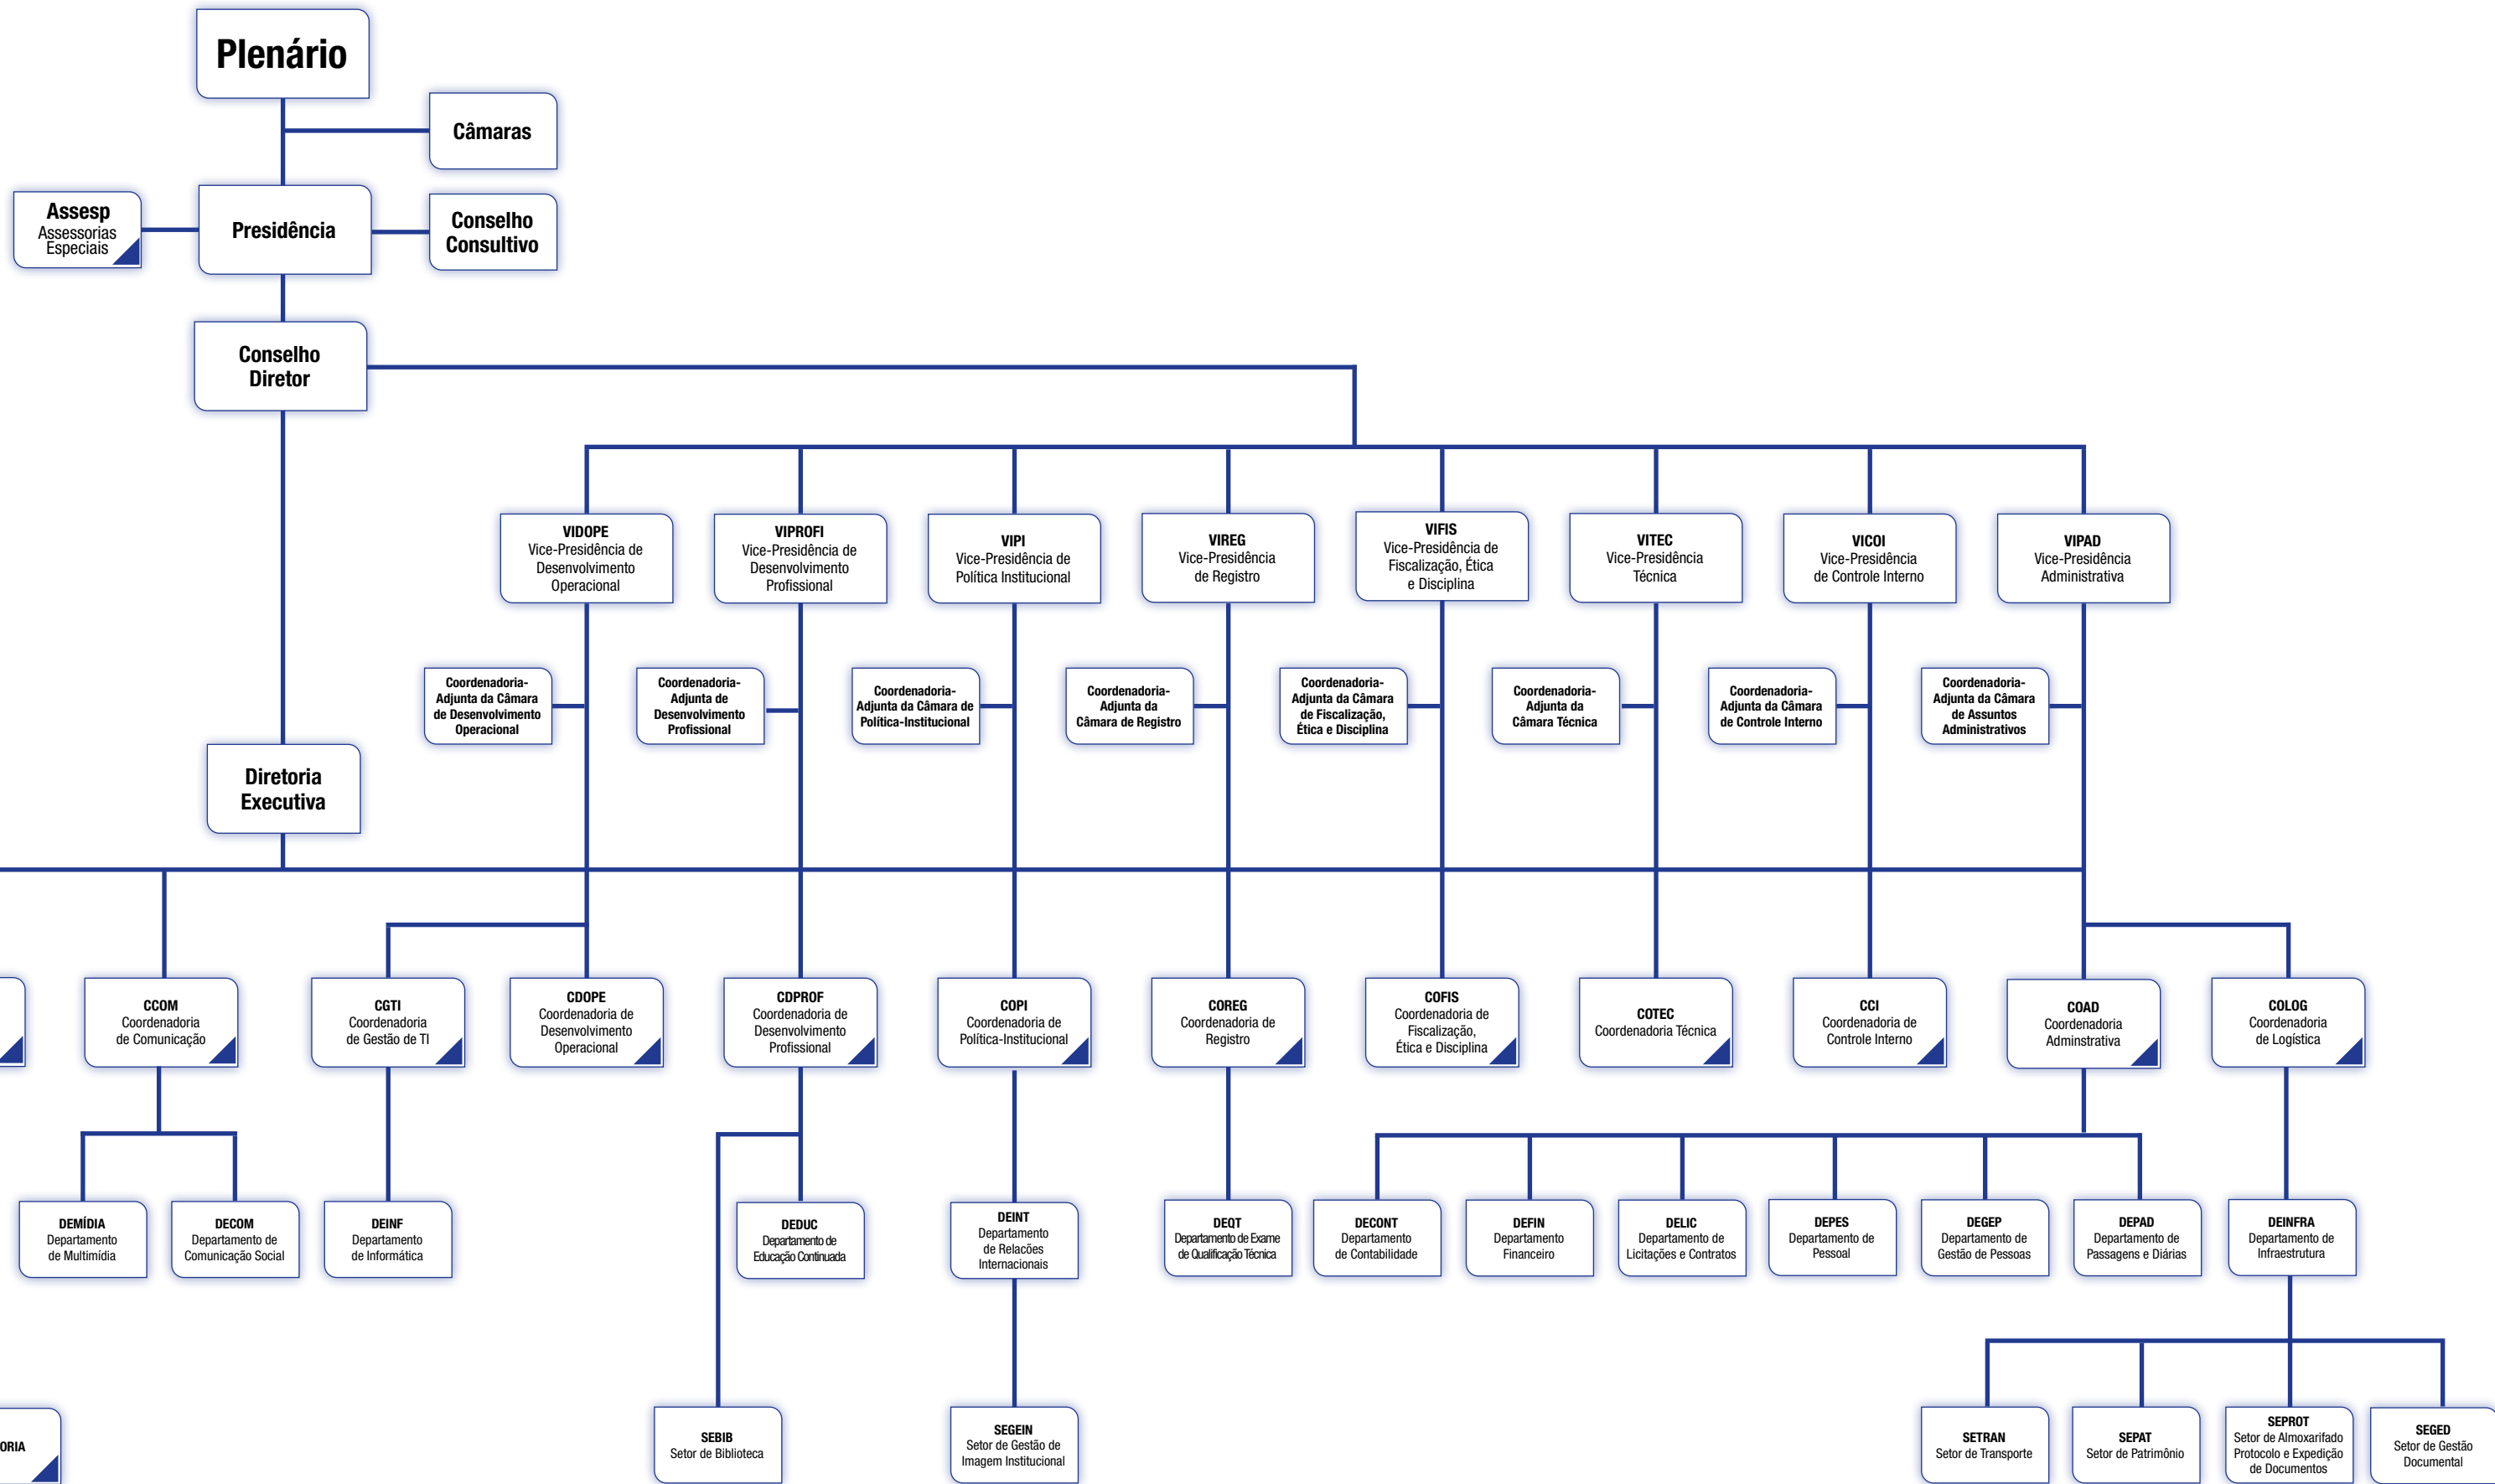 Plenário
Câmaras
Assesp
Assessorias
Especiais
Presidência
Conselho
Consultivo
Conselho
Diretor
VIDOPE
Vice-Presidência de
Desenvolvimento
Operacional
VIPROFI
Vice-Presidência de
Desenvolvimento
Profissional
VIPI
Vice-Presidência de
Política Institucional
VIREG
Vice-Presidência
de Registro
VIFIS
Vice-Presidência de
Fiscalização, Ética
e Disciplina
VITEC
Vice-Presidência
Técnica
VICOI
Vice-Presidência
de Controle Interno
VIPAD
Vice-Presidência
Administrativa
Coordenadoria-
Adjunta da Câmara
de Desenvolvimento
Operacional
Coordenadoria-
Adjunta de
Desenvolvimento
Profissional
Coordenadoria-
Adjunta da Câmara de
Política-Institucional
Coordenadoria-
Adjunta da
Câmara de Registro
Coordenadoria-
Adjunta da Câmara
de Fiscalização,
Ética e Disciplina
Coordenadoria-
Adjunta da
Câmara Técnica
Coordenadoria-
Adjunta da Câmara
de Controle Interno
Coordenadoria-
Adjunta da Câmara
de Assuntos
Administrativos
Diretoria
Executiva
CCOM
Coordenadoria
de Comunicação
CGTI
Coordenadoria
de Gestão de TI
CDOPE
Coordenadoria de
Desenvolvimento
Operacional
CDPROF
Coordenadoria de
Desenvolvimento
Profissional
COPI
Coordenadoria de
Política-Institucional
COREG
Coordenadoria de
Registro
COFIS
Coordenadoria de
Fiscalização,
Ética e Disciplina
COTEC
Coordenadoria Técnica
CCI
Coordenadoria de
Controle Interno
COAD
Coordenadoria
Adminstrativa
COLOG
Coordenadoria
de Logística
DEMÍDIA
Departamento
de Multimídia
DECOM
Departamento de
Comunicação Social
DEINF
Departamento
de Informática
DEDUC
Departamento de
Educação Continuada
DEINT
Departamento
de Relacões
Internacionais
DEQT
Departamento de Exame
de Qualificação Técnica
DECONT
Departamento
de Contabilidade
DEFIN
Departamento
Financeiro
DELIC
Departamento de
Licitações e Contratos
DEPES
Departamento de
Pessoal
DEGEP
Departamento de
Gestão de Pessoas
DEPAD
Departamento de
Passagens e Diárias
DEINFRA
Departamento de
Infraestrutura
ORIA
SEBIB
Setor de Biblioteca
SEGEIN
Setor de Gestão de
Imagem Institucional
SETRAN
Setor de Transporte
SEPAT
Setor de Patrimônio
SEPROT
Setor de Almoxarifado
Protocolo e Expedição
de Documentos
SEGED
Setor de Gestão
Documental